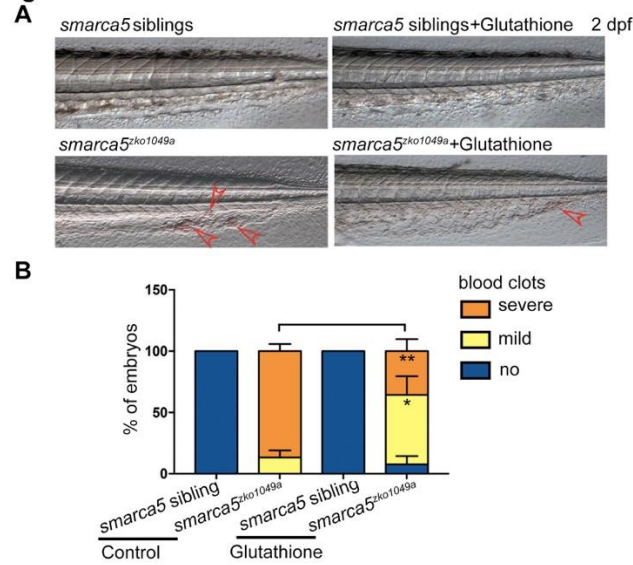 A
smarca5 siblings
smarca5 siblings+Glutathione 2 dpf
smarca5zko1049a
smarca5zko1049a+Glutathione
B
blood clots
severe
mild
no
% of embryos
150
100
50
0
**
*
smarca5 sibling
smarca5zko1049a
smarca5 sibling
smarca5zko1049a
Control
Glutathione